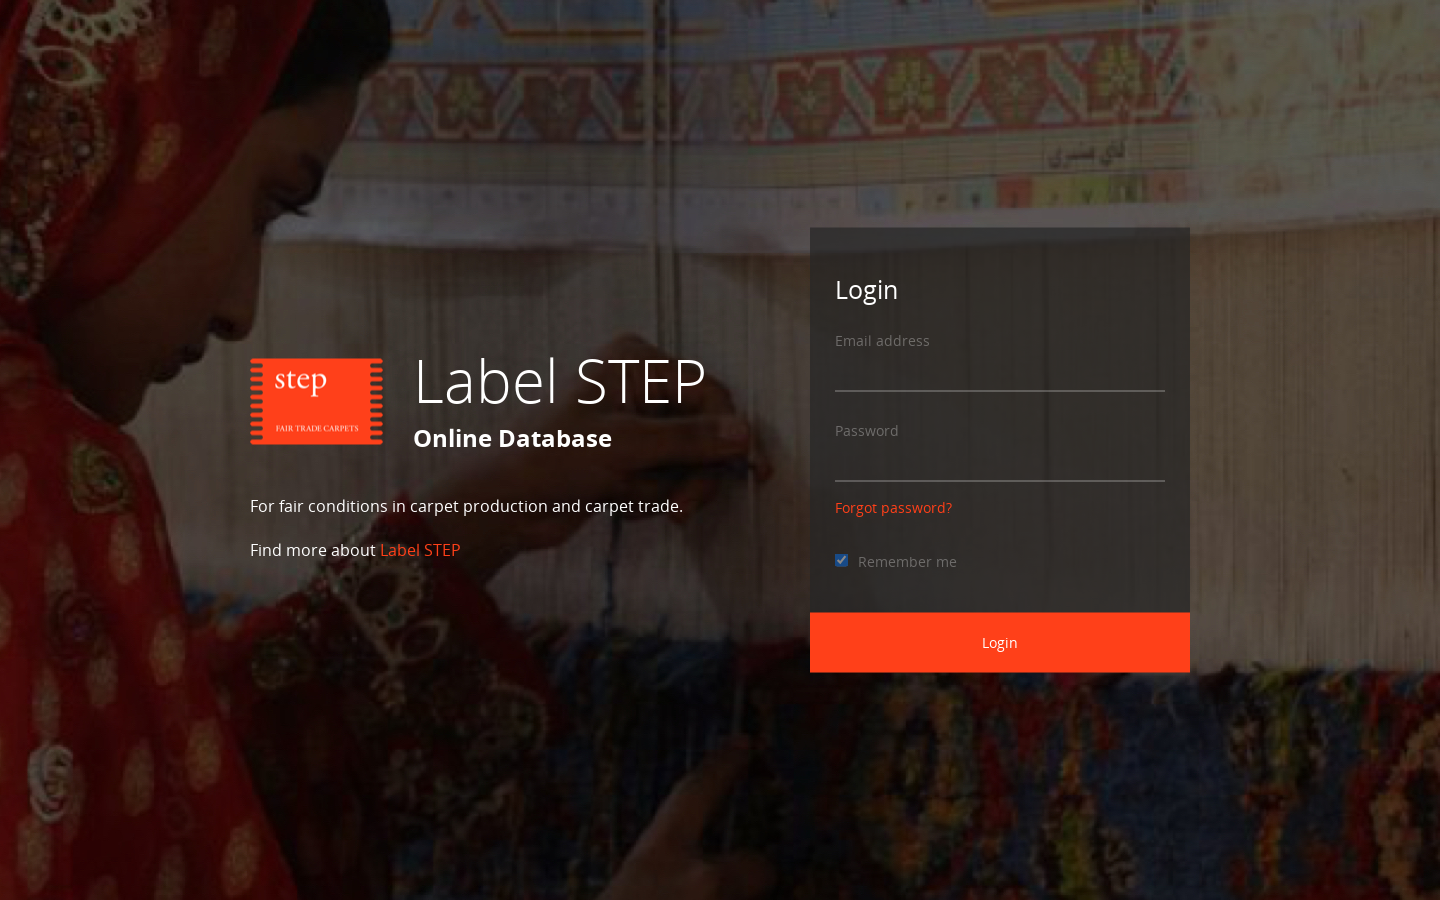 step
FAIR TRADE CARPETS
Label STEP
Online Database
For fair conditions in carpet production and carpet trade.
Find more about Label STEP
Login
Email address
Password
Forgot password?
Remember me
Login